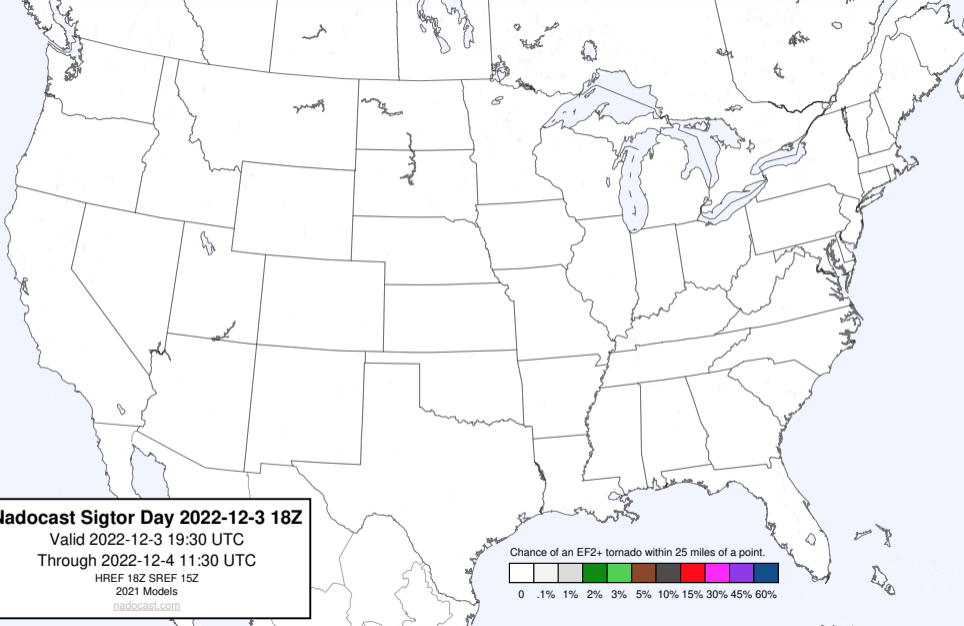 Nadocast Sigtor Day 2022-12-3 18Z
Valid 2022-12-3 19:30 UTC
Through 2022-12-4 11:30 UTC
HREF 18Z SREF 15Z
2021 Models
nadocast.com
Chance of an EF2+ tornado within 25 miles of a point.
0 .1% 1% 2% 3% 5% 10% 15% 30% 45% 60%